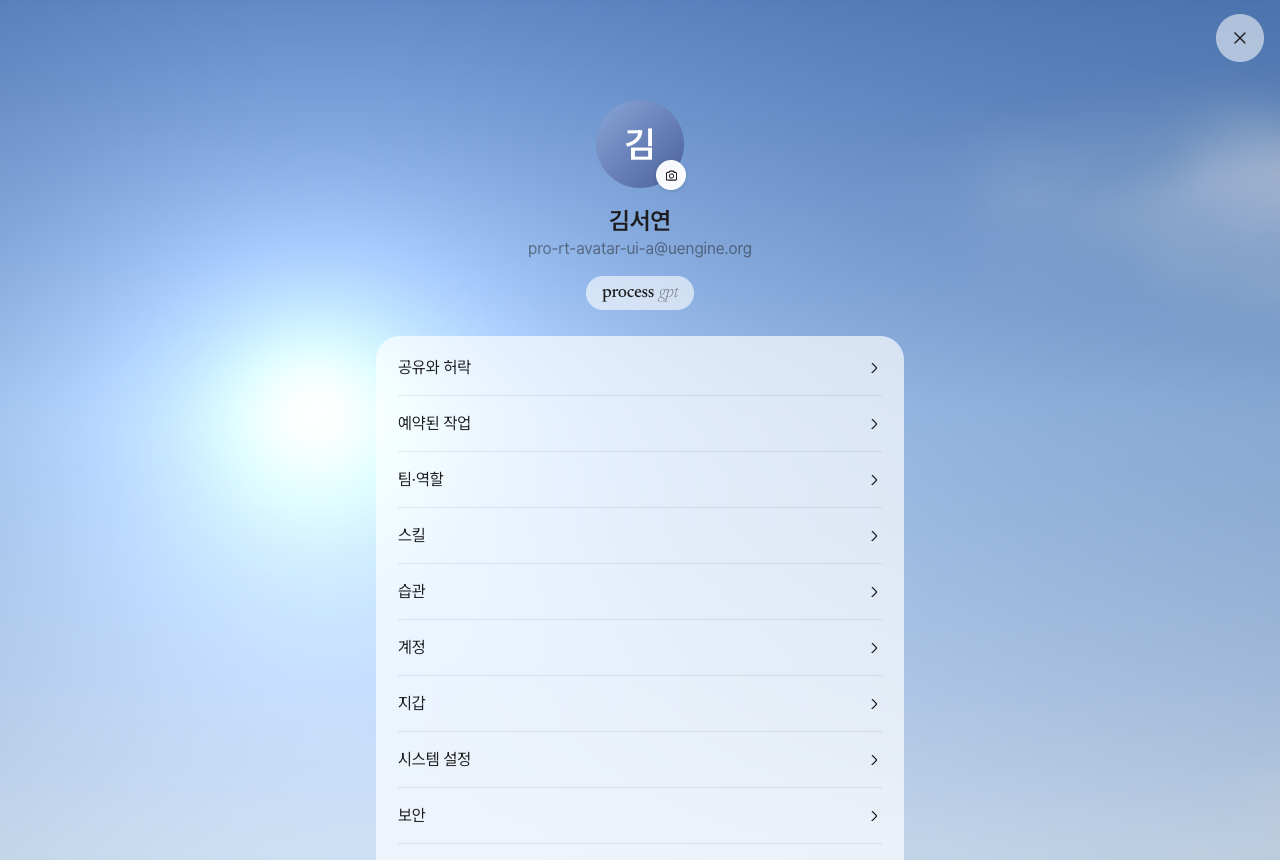 김
김서연
pro-rt-avatar-ui-a@uengine.org
process gpt
공유와 허락
예약된 작업
팀·역할
스킬
습관
계정
지갑
시스템 설정
보안